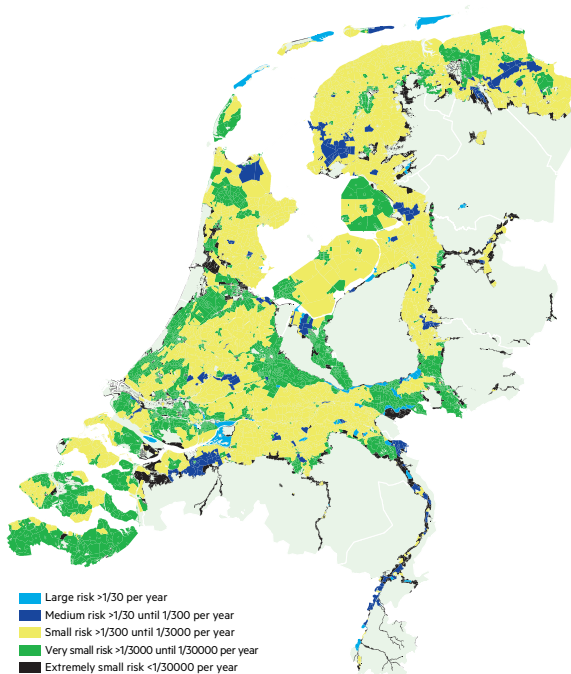 Large risk >1/30 per year
Medium risk >1/30 until 1/300 per year
Small risk >1/300 until 1/3000 per year
Very small risk >1/3000 until 1/30000 per year
Extremely small risk <1/30000 per year